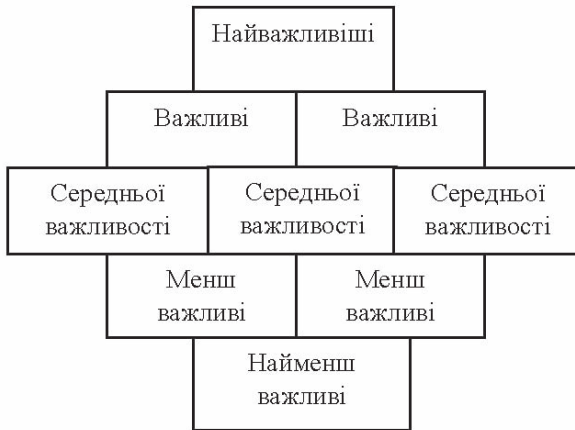 Найважливіші
Важливі
Важливі
Середньої
важливості
Середньої
важливості
Середньої
важливості
Менш
важливі
Менш
важливі
Найменш
важливі